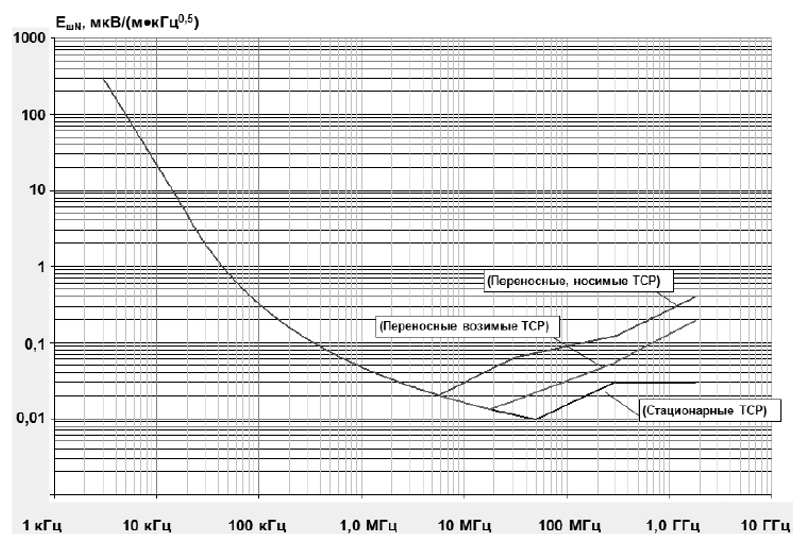 EшN, мкВ/(м●кГц0,5)
1000
100
10
1
0,1
0,01
(Переносные, носимые ТСР)
(Переносные возимые ТСР)
(Стационарные ТСР)
1 кГц 10 кГц 100 кГц 1,0 МГц 10 МГц 100 МГц 1,0 ГГц 10 ГГц